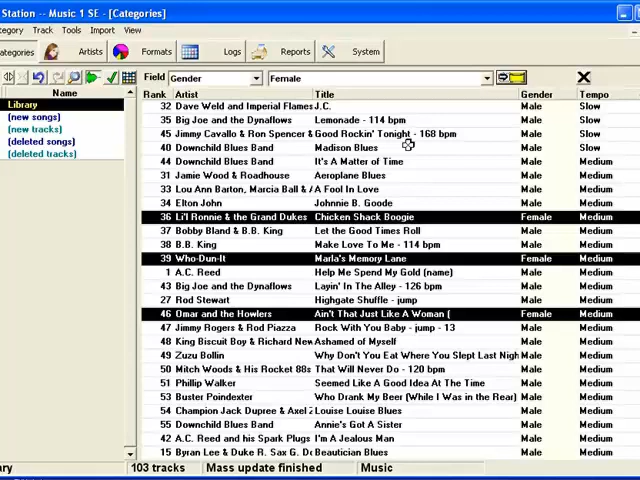 Station -- Music 1 SE - [Categories]
tegory Track Tools Import View
ategories Artists Formats Logs Reports System
Field Gender Female
Name
Library
(new songs)
(new tracks)
(deleted songs)
(deleted tracks)
Rank Artist Title Gender Tempo
32 Dave Weld and Imperial Flames J.C. Male Slow
35 Big Joe and the Dynaflows Lemonade - 114 bpm Male Slow
45 Jimmy Cavallo & Ron Spencer & Good Rockin' Tonight - 168 bpm Male Slow
40 Downchild Blues Band Madison Blues Male Slow
44 Downchild Blues Band It's A Matter of Time Male Medium
31 Jamie Wood & Roadhouse Aeroplane Blues Male Medium
33 Lou Ann Barton, Marcia Ball & A Fool In Love Male Medium
34 Elton John Johnnie B. Goode Male Medium
36 Li'l Ronnie & the Grand Dukes Chicken Shack Boogie Female Medium
37 Bobby Bland & B.B. King Let the Good Times Roll Male Medium
38 B.B. King Make Love To Me - 114 bpm Male Medium
39 Who-Dun-It Marla's Memory Lane Female Medium
1 A.C. Reed Help Me Spend My Gold (name) Male Medium
43 Big Joe and the Dynaflows Layin' In The Alley - 126 bpm Male Medium
27 Rod Stewart Highgate Shuffle - jump Male Medium
46 Omar and the Howlers Ain't That Just Like A Woman ( Female Medium
47 Jimmy Rogers & Rod Piazza Rock With You Baby - jump - 13 Male Medium
48 King Biscuit Boy & Richard New Ashamed of Myself Male Medium
49 Zuzu Bollin Why Don't You Eat Where You Slept Last Nigh Male Medium
50 Mitch Woods & His Rocket 88s That Will Never Do - 120 bpm Male Medium
51 Phillip Walker Seemed Like A Good Idea At The Time Male Medium
53 Buster Poindexter Who Drank My Beer (While I Was in the Rear) Male Medium
54 Champion Jack Dupree & Axel Z Louise Louise Blues Male Medium
55 Downchild Blues Band Annie's Got A Sister Male Medium
42 A.C. Reed and his Spark Plugs I'm A Jealous Man Male Medium
15 Byran Lee & Duke R. Sax G. Beautician Blues Male Medium
ary 103 tracks Mass update finished Music